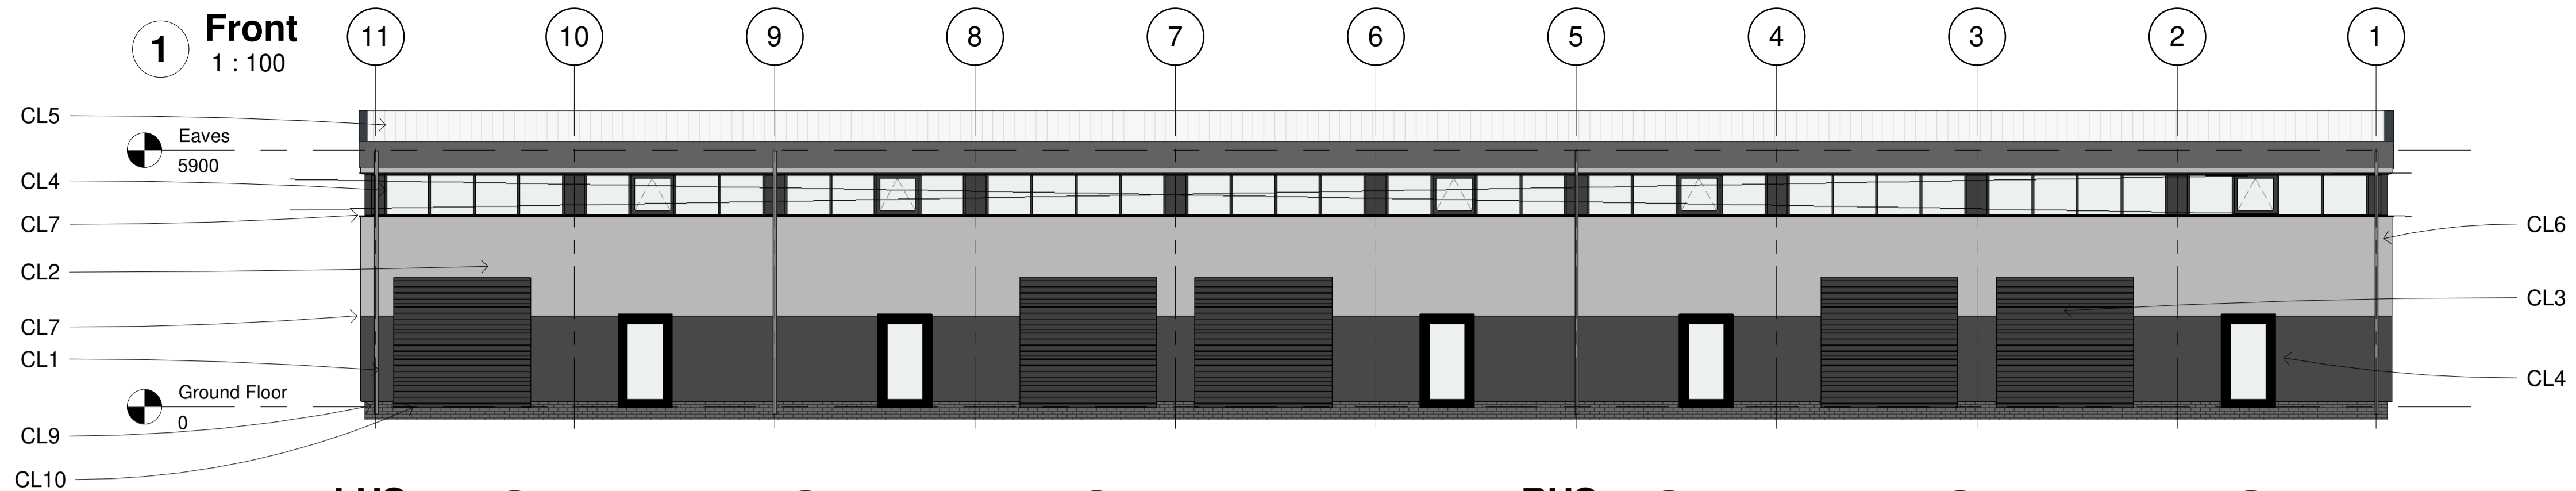 1 Front
1 : 100
11 10 9 8 7 6 5 4 3 2 1
CL5
Eaves
5900
CL4
CL7
CL6
CL2
CL3
CL7
CL1
CL4
Ground Floor
0
CL9
CL10